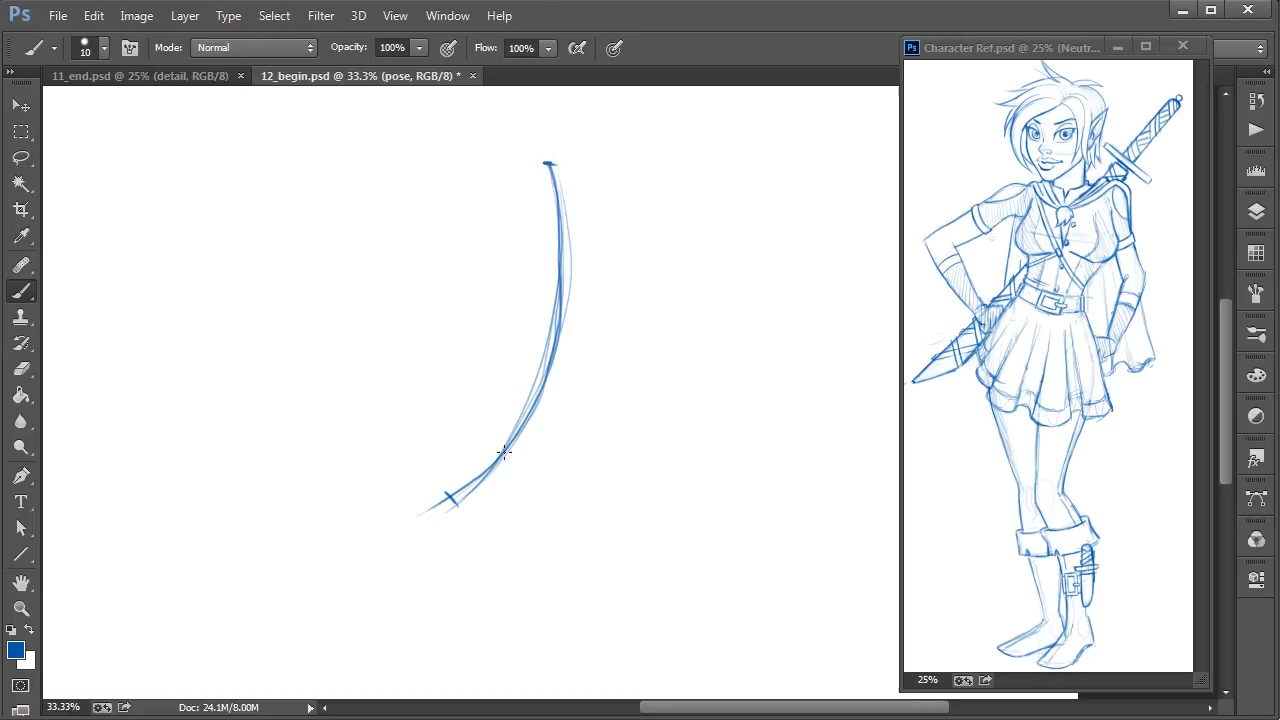 Ps File Edit Image Layer Type Select Filter 3D View Window Help
10 Mode: Normal Opacity: 100% Flow: 100%
Ps Character Ref.psd @ 25% (Neutr...
11_end.psd @ 25% (detail, RGB/8) × 12_begin.psd @ 33.3% (pose, RGB/8) * ×
T
fx
25%
33.33% Doc: 24.1M/8.00M